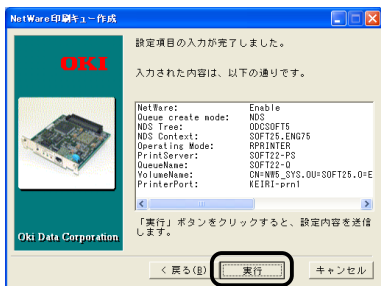 NetWare印刷キュー作成
OKI
設定項目の入力が完了しました。
入力された内容は、以下の通りです。
NetWare: Enable
Queue create mode: NDS
NDS Tree: ODCSOFT5
NDS Context: SOFT25.ENG75
Operating Mode: RPRINTER
PrintServer: SOFT22-PS
QueueName: SOFT22-Q
VolumeName: CN=NW5_SYS.OU=SOFT25.O=E
PrinterPort: KEIRI-prn1
「実行」ボタンをクリックすると、設定内容を送信
します。
Oki Data Corporation
< 戻る(B)
実行
キャンセル